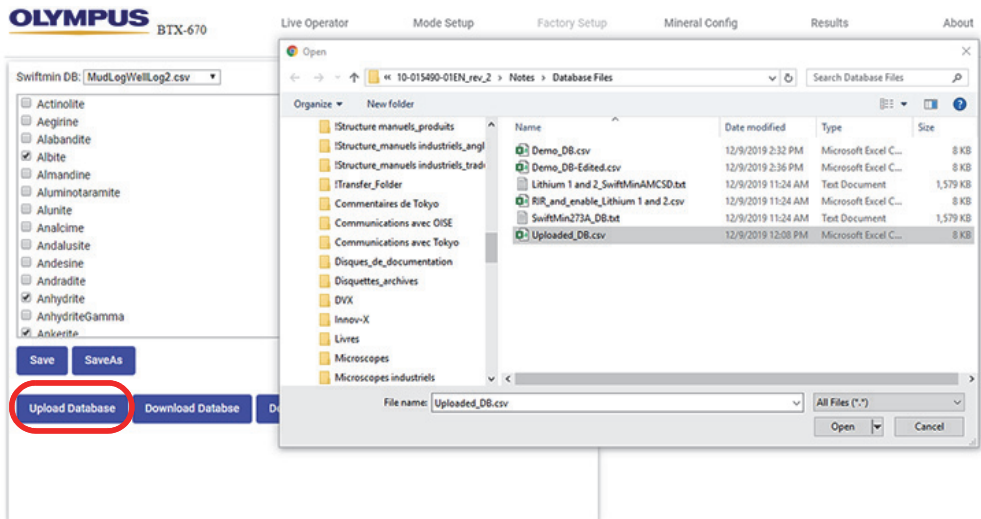 OLYMPUS BTX-670
Live Operator Mode Setup Factory Setup Mineral Config Results About
Swiftmin DB: MudLogWellLog2.csv
Actinolite
Aegirine
Alabandite
Albite
Almandine
Aluminotaramite
Alunite
Analcime
Andalusite
Andesine
Andradite
Anhydrite
AnhydriteGamma
Ankerite
Save SaveAs
Upload Database Download Databse De
Open
« 10-015490-01EN_rev_2 > Notes > Database Files
Search Database Files
Organize New folder
!Structure manuels_produits
!Structure_manuels industriels_angl
!Structure_manuels industriels_tradu
!Transfer_Folder
Commentaires de Tokyo
Communications avec OISE
Communications avec Tokyo
Disques_de_documentation
Disquettes_archives
DVX
Innov-X
Livres
Microscopes
Microscopes industriels
Name Date modified Type Size
Demo_DB.csv 12/9/2019 2:32 PM Microsoft Excel C... 8 KB
Demo_DB-Edited.csv 12/9/2019 2:36 PM Microsoft Excel C... 8 KB
Lithium 1 and 2_SwiftMinAMCSD.txt 12/9/2019 11:24 AM Text Document 1,579 KB
RIR_and_enable_Lithium 1 and 2.csv 12/9/2019 11:24 AM Microsoft Excel C... 8 KB
SwiftMin273A_DB.txt 12/9/2019 11:24 AM Text Document 1,579 KB
Uploaded_DB.csv 12/9/2019 12:08 PM Microsoft Excel C... 8 KB
File name: Uploaded_DB.csv All Files (*.*)
Open Cancel